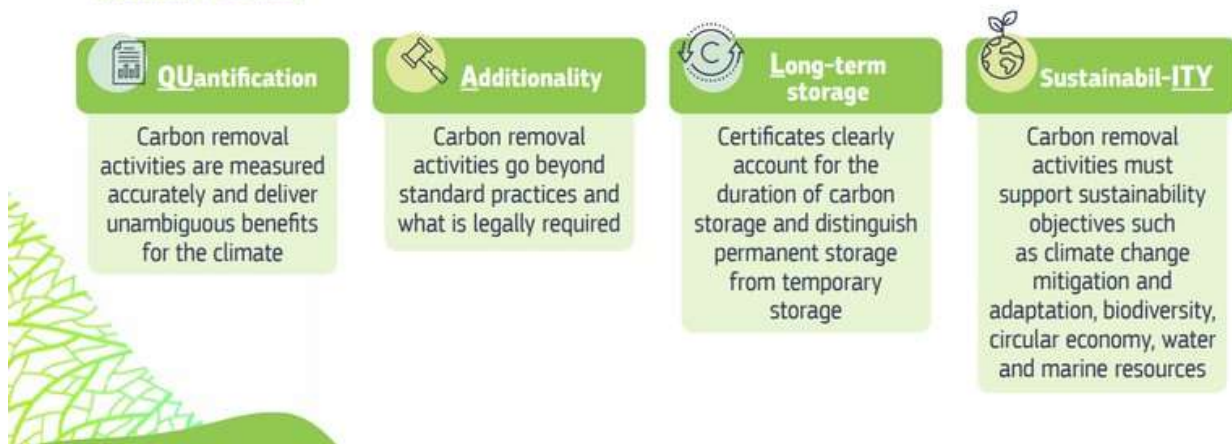 QUantification
Carbon removal
activities are measured
accurately and deliver
unambiguous benefits
for the climate
Additionality
Carbon removal
activities go beyond
standard practices and
what is legally required
Long-term
storage
Certificates clearly
account for the
duration of carbon
storage and distinguish
permanent storage
from temporary
storage
Sustainabil-ITY
Carbon removal
activities must
support sustainability
objectives such
as climate change
mitigation and
adaptation, biodiversity,
circular economy, water
and marine resources